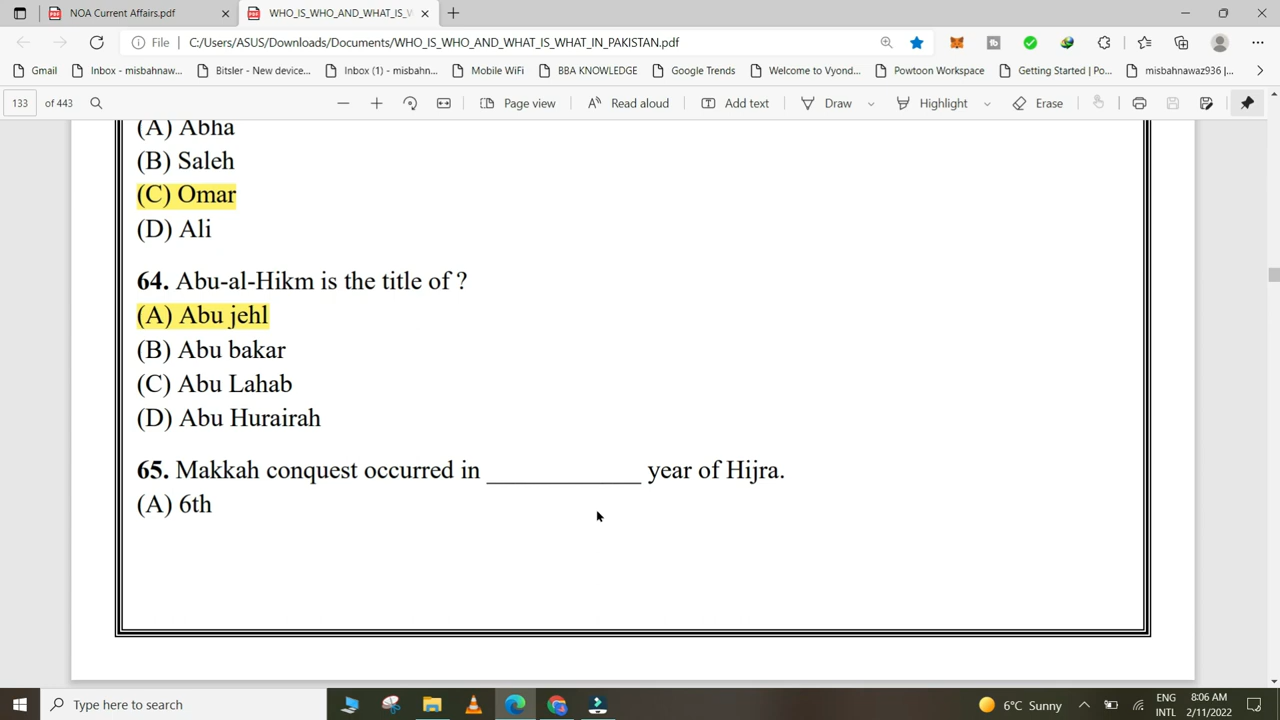 NOA Current Affairs.pdf
WHO_IS_WHO_AND_WHAT_IS_W
File
C:/Users/ASUS/Downloads/Documents/WHO_IS_WHO_AND_WHAT_IS_WHAT_IN_PAKISTAN.pdf
Gmail
Inbox - misbahnaw...
Bitsler - New device...
Inbox (1) - misbahn...
Mobile WiFi
BBA KNOWLEDGE
Google Trends
Welcome to Vyond...
Powtoon Workspace
Getting Started | Po...
misbahnawaz936 |...
133 of 443
Page view
Read aloud
Add text
Draw
Highlight
Erase
(A) Abha
(B) Saleh
(C) Omar
(D) Ali
64. Abu-al-Hikm is the title of ?
(A) Abu jehl
(B) Abu bakar
(C) Abu Lahab
(D) Abu Hurairah
65. Makkah conquest occurred in ____________ year of Hijra.
(A) 6th
Type here to search
6°C Sunny
ENG
INTL
8:06 AM
2/11/2022